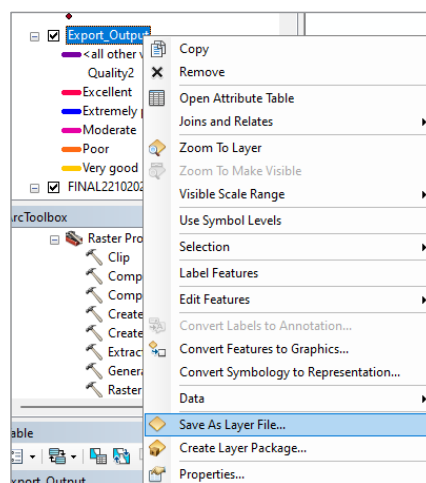 Export_Output
<all other
Quality2
Excellent
Extremely
Moderate
Poor
Very good
FINAL2210202
Copy
Remove
Open Attribute Table
Joins and Relates
Zoom To Layer
Zoom To Make Visible
Visible Scale Range
Use Symbol Levels
Selection
Label Features
Edit Features
Convert Labels to Annotation...
Convert Features to Graphics...
Convert Symbology to Representation...
Data
Save As Layer File...
Create Layer Package...
Properties...
ArcToolbox
Raster Pro
Clip
Comp
Comp
Create
Create
Extrac
Genera
Raster
able
xport_Output